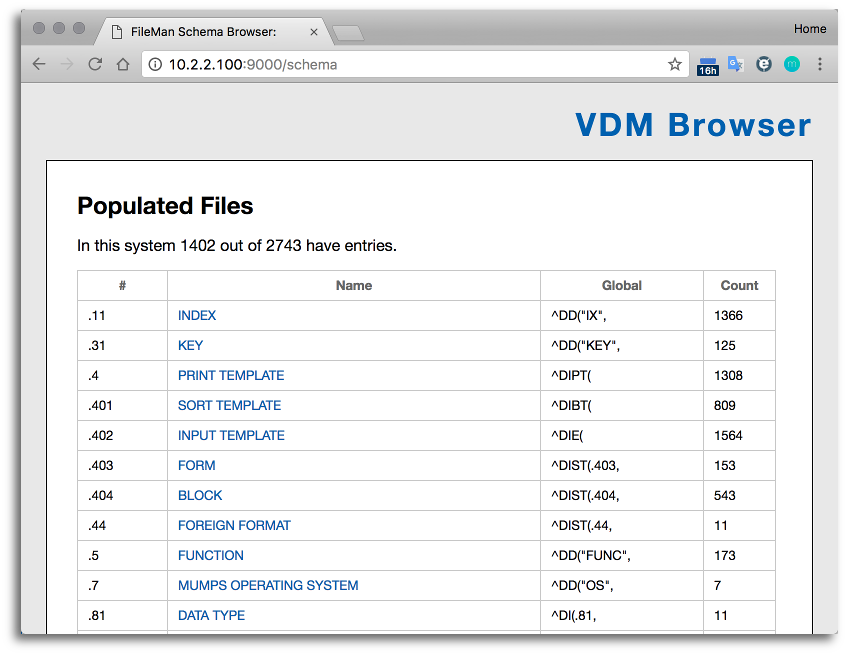 FileMan Schema Browser:
Home
10.2.2.100:9000/schema
16h
VDM Browser
Populated Files
In this system 1402 out of 2743 have entries.
# Name Global Count
.11 INDEX ^DD("IX", 1366
.31 KEY ^DD("KEY", 125
.4 PRINT TEMPLATE ^DIPT( 1308
.401 SORT TEMPLATE ^DIBT( 809
.402 INPUT TEMPLATE ^DIE( 1564
.403 FORM ^DIST(.403, 153
.404 BLOCK ^DIST(.404, 543
.44 FOREIGN FORMAT ^DIST(.44, 11
.5 FUNCTION ^DD("FUNC", 173
.7 MUMPS OPERATING SYSTEM ^DD("OS", 7
.81 DATA TYPE ^DI(.81, 11